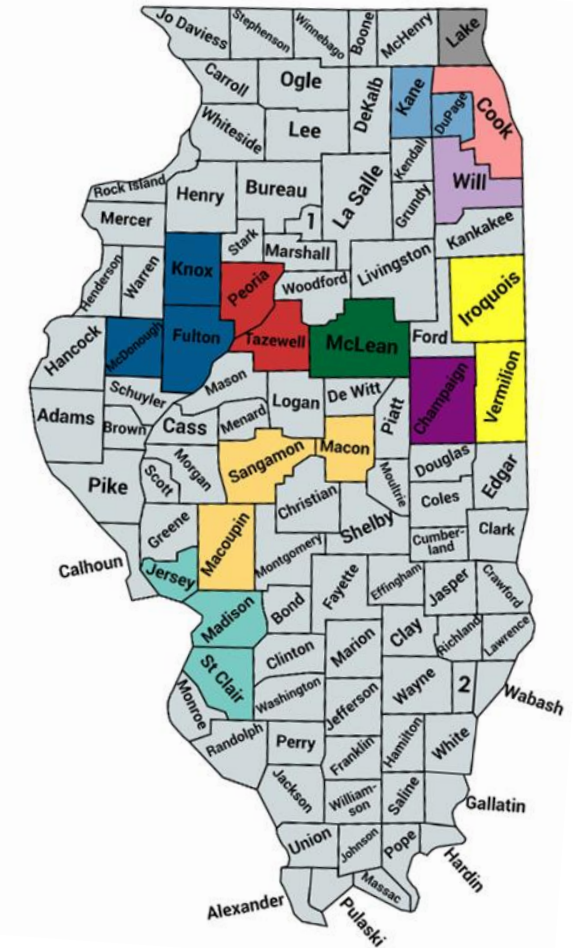 Jo Daviess
Stephenson
Winnebago
Boone
McHenry
Lake
Carroll
Ogle
DeKalb
Kane
DuPage
Cook
Whiteside
Lee
Kendall
Will
Rock Island
Henry
Bureau
La Salle
Grundy
Mercer
1
Kankakee
Stark
Marshall
Henderson
Warren
Knox
Peoria
Woodford
Livingston
Iroquois
Hancock
McDonough
Fulton
Tazewell
McLean
Ford
Schuyler
Mason
Logan
De Witt
Piatt
Champaign
Vermilion
Adams
Brown
Cass
Menard
Sangamon
Macon
Douglas
Edgar
Pike
Scott
Morgan
Christian
Moultrie
Coles
Greene
Macoupin
Shelby
Cumber-
land
Clark
Calhoun
Jersey
Montgomery
Fayette
Effingham
Jasper
Crawford
Madison
Bond
Clay
Richland
Lawrence
St Clair
Clinton
Marion
Monroe
Washington
Jefferson
Wayne
2
Wabash
Randolph
Perry
Franklin
Hamilton
White
Jackson
William-
son
Saline
Gallatin
Union
Johnson
Pope
Hardin
Alexander
Pulaski
Massac